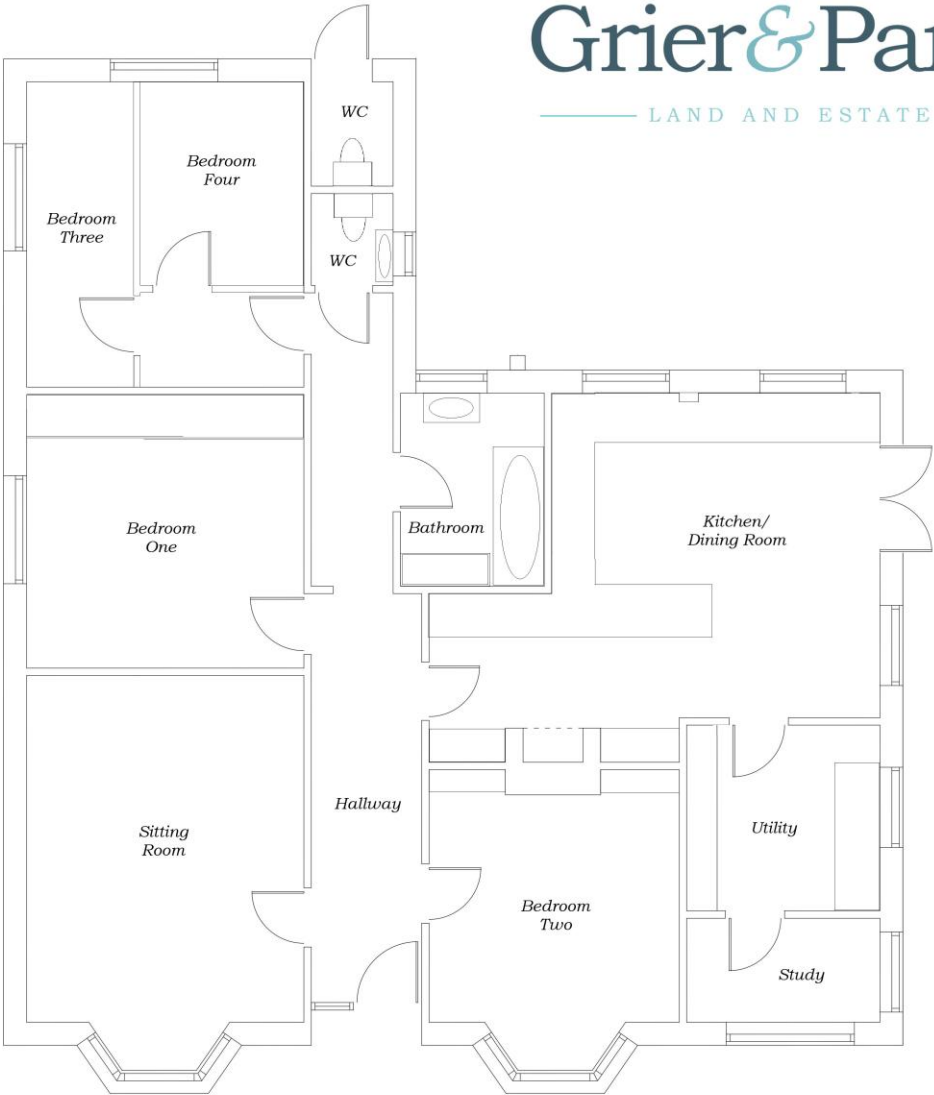 Grier&Par
LAND AND ESTATE
WC
Bedroom
Four
Bedroom
Three
WC
Bedroom
One
Bathroom
Kitchen/
Dining Room
Hallway
Sitting
Room
Utility
Bedroom
Two
Study